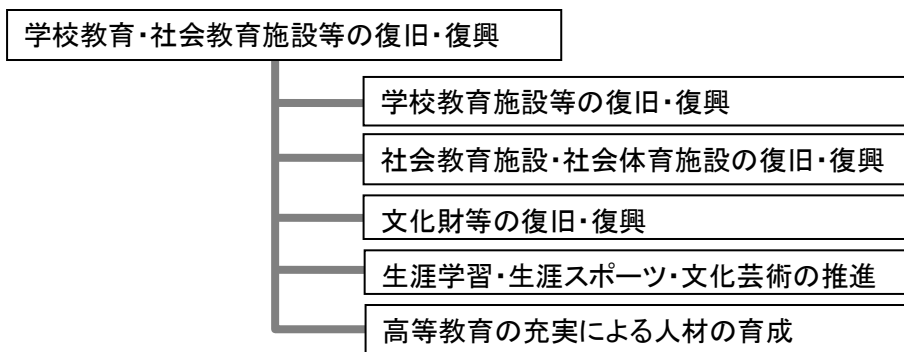 学校教育・社会教育施設等の復旧・復興
学校教育施設等の復旧・復興
社会教育施設・社会体育施設の復旧・復興
文化財等の復旧・復興
生涯学習・生涯スポーツ・文化芸術の推進
高等教育の充実による人材の育成